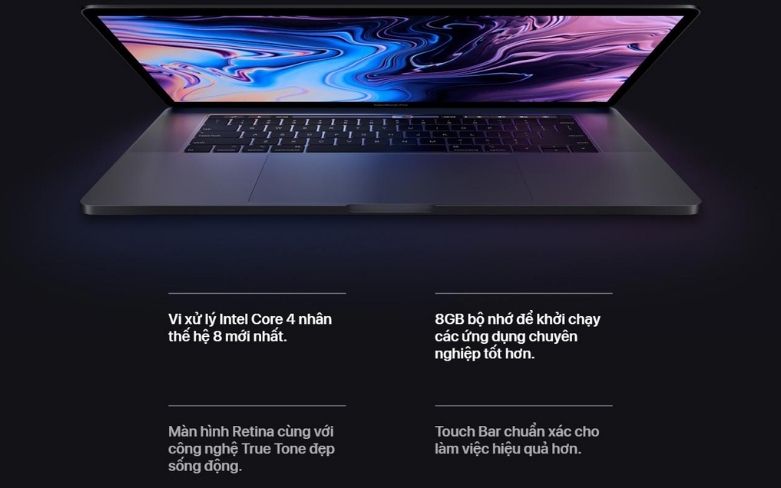 Vi xử lý Intel Core 4 nhân
thế hệ 8 mới nhất.
8GB bộ nhớ để khởi chạy
các ứng dụng chuyên
nghiệp tốt hơn.
Màn hình Retina cùng với
công nghệ True Tone đẹp
sống động.
Touch Bar chuẩn xác cho
làm việc hiệu quả hơn.